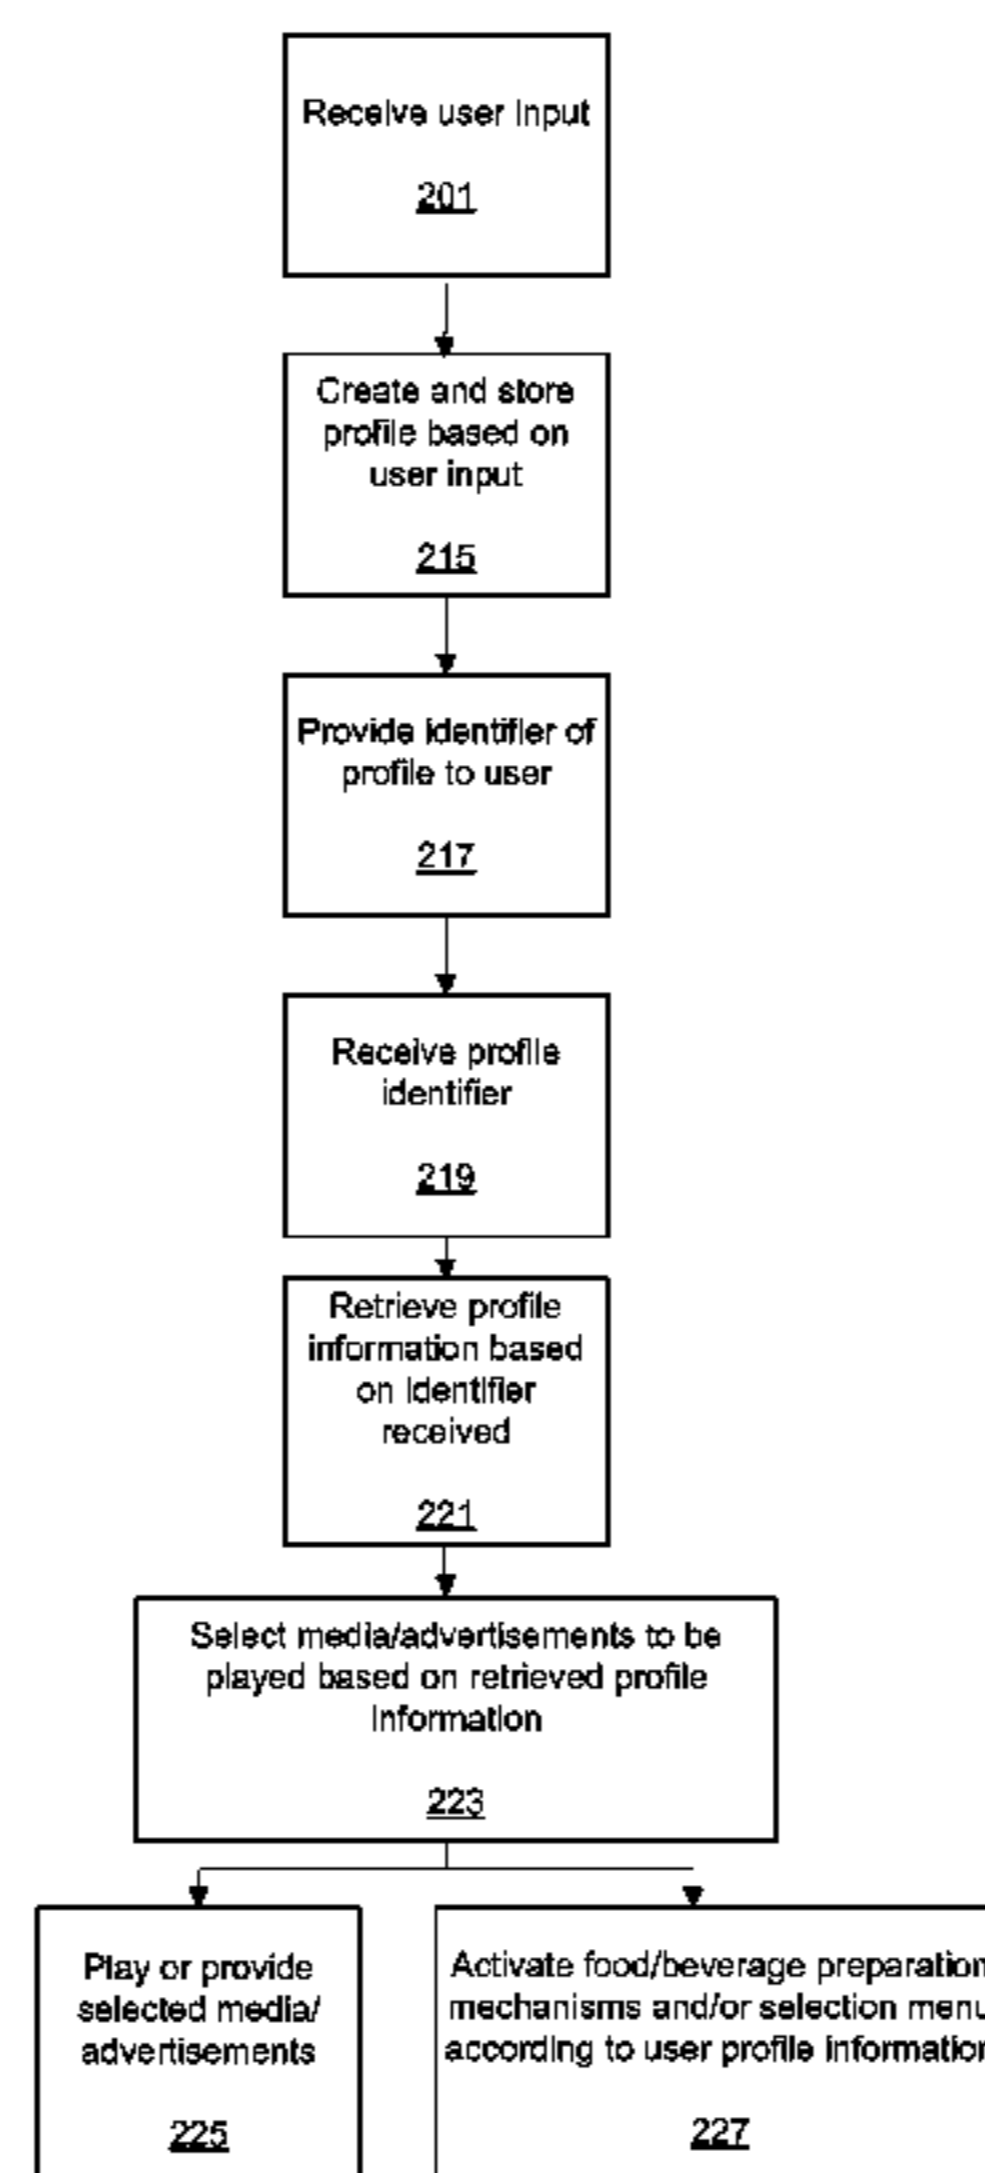 Receive user input
201
Create and store
profile based on
user input
215
Provide identifier of
profile to user
217
Receive profile
identifier
219
Retrieve profile
information based
on identifier
received
221
Select media/advertisements to be
played based on retrieved profile
information
223
Play or provide
selected media/
advertisements
225
Activate food/beverage preparation
mechanisms and/or selection menu
according to user profile information
227